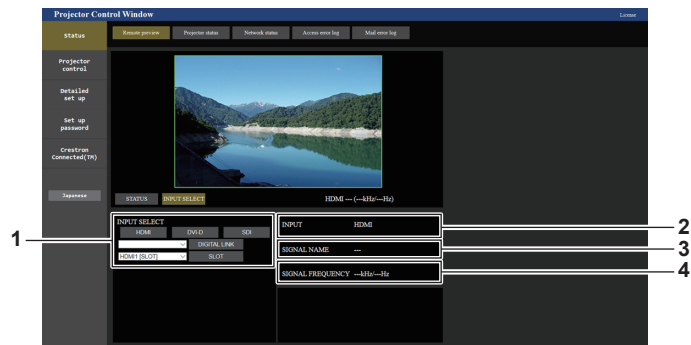 Projector Control Window
License
Status
Remote preview
Projector status
Network status
Access error log
Mail error log
Projector
control
Detailed
set up
Set up
password
Crestron
Connected(TM)
Japanese
STATUS
INPUT SELECT
HDMI --- (---kHz/---Hz)
1
INPUT SELECT
HDMI
DVI-D
SDI
DIGITAL LINK
HDMI1 [SLOT]
SLOT
INPUT HDMI
2
SIGNAL NAME ---
3
SIGNAL FREQUENCY ---kHz/---Hz
4